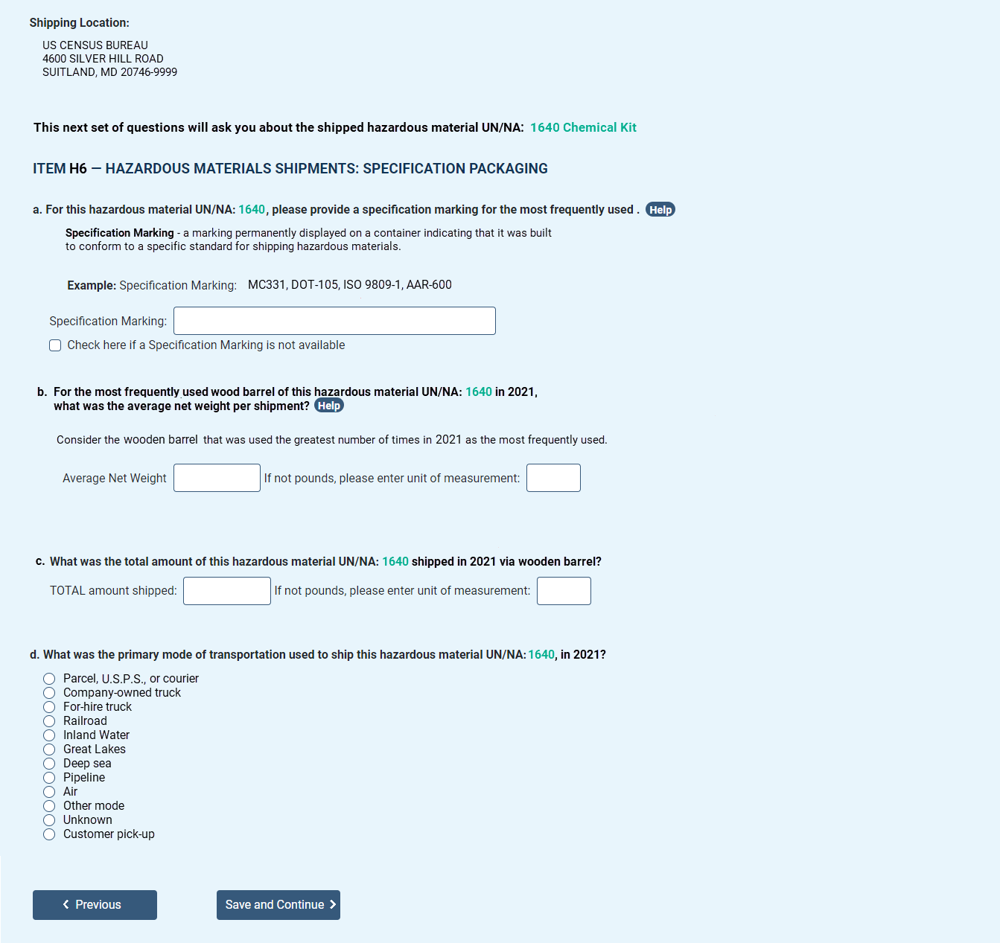 Shipping Location:
US CENSUS BUREAU
4600 SILVER HILL ROAD
SUITLAND, MD 20746-9999
This next set of questions will ask you about the shipped hazardous material UN/NA: 1640 Chemical Kit
ITEM H6 – HAZARDOUS MATERIALS SHIPMENTS: SPECIFICATION PACKAGING
a. For this hazardous material UN/NA: 1640, please provide a specification marking for the most frequently used . Help
Specification Marking - a marking permanently displayed on a container indicating that it was built
to conform to a specific standard for shipping hazardous materials.
Example: Specification Marking: MC331, DOT-105, ISO 9809-1, AAR-600
Specification Marking:
Check here if a Specification Marking is not available
b. For the most frequently used wood barrel of this hazardous material UN/NA: 1640 in 2021,
what was the average net weight per shipment? Help
Consider the wooden barrel that was used the greatest number of times in 2021 as the most frequently used.
Average Net Weight If not pounds, please enter unit of measurement:
c. What was the total amount of this hazardous material UN/NA: 1640 shipped in 2021 via wooden barrel?
TOTAL amount shipped: If not pounds, please enter unit of measurement:
d. What was the primary mode of transportation used to ship this hazardous material UN/NA: 1640, in 2021?
Parcel, U.S.P.S., or courier
Company-owned truck
For-hire truck
Railroad
Inland Water
Great Lakes
Deep sea
Pipeline
Air
Other mode
Unknown
Customer pick-up
Previous Save and Continue